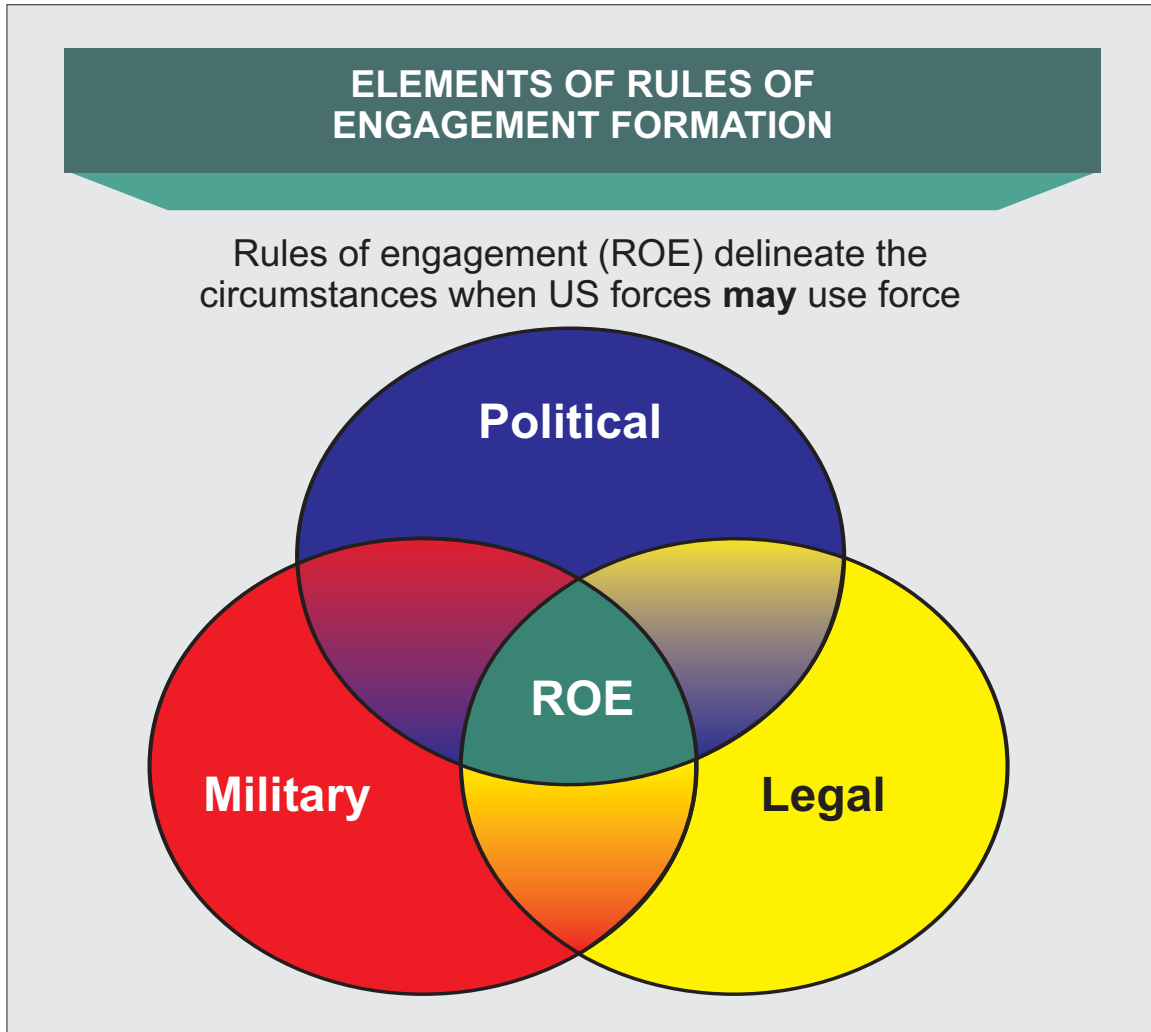 ELEMENTS OF RULES OF
ENGAGEMENT FORMATION
Rules of engagement (ROE) delineate the
circumstances when US forces may use force
Political
ROE
Military
Legal